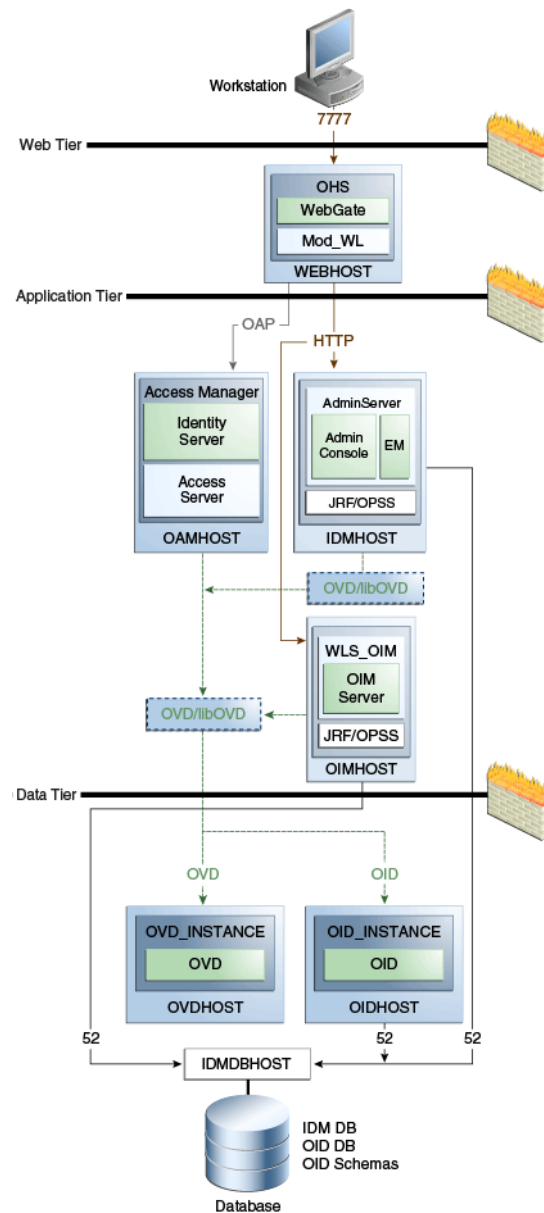 Workstation
7777
Web Tier
OHS
WebGate
Mod_WL
WEBHOST
Application Tier
OAP
HTTP
Access Manager
Identity
Server
Access
Server
OAMHOST
AdminServer
Admin
Console
EM
JRF/OPSS
IDMHOST
OVD/libOVD
WLS_OIM
OIM
Server
JRF/OPSS
OIMHOST
OVD/libOVD
Data Tier
OVD
OID
OVD_INSTANCE
OVD
OVDHOST
OID_INSTANCE
OID
OIDHOST
52
52
52
IDMDBHOST
IDM DB
OID DB
OID Schemas
Database